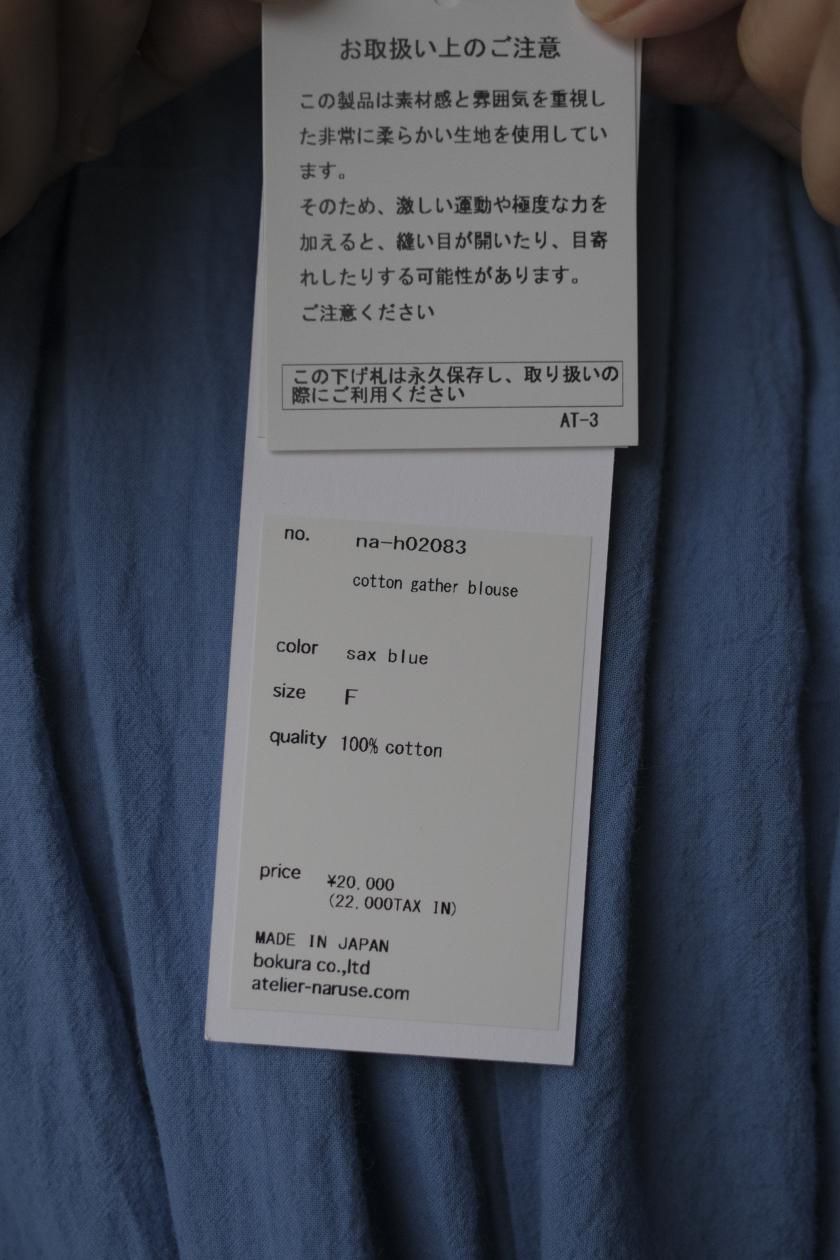 お取扱い上のご注意
この製品は素材感と雰囲気を重視し
た非常に柔らかい生地を使用してい
ます。
そのため、激しい運動や極度な力を
加えると、縫い目が開いたり、目寄
れしたりする可能性があります。
ご注意ください
この下げ札は永久保存し、取り扱いの
際にご利用ください
AT-3
no. na-h02083
cotton gather blouse
color sax blue
size F
quality 100% cotton
price ¥20,000
(22,000TAX IN)
MADE IN JAPAN
bokura co.,ltd
atelier-naruse.com